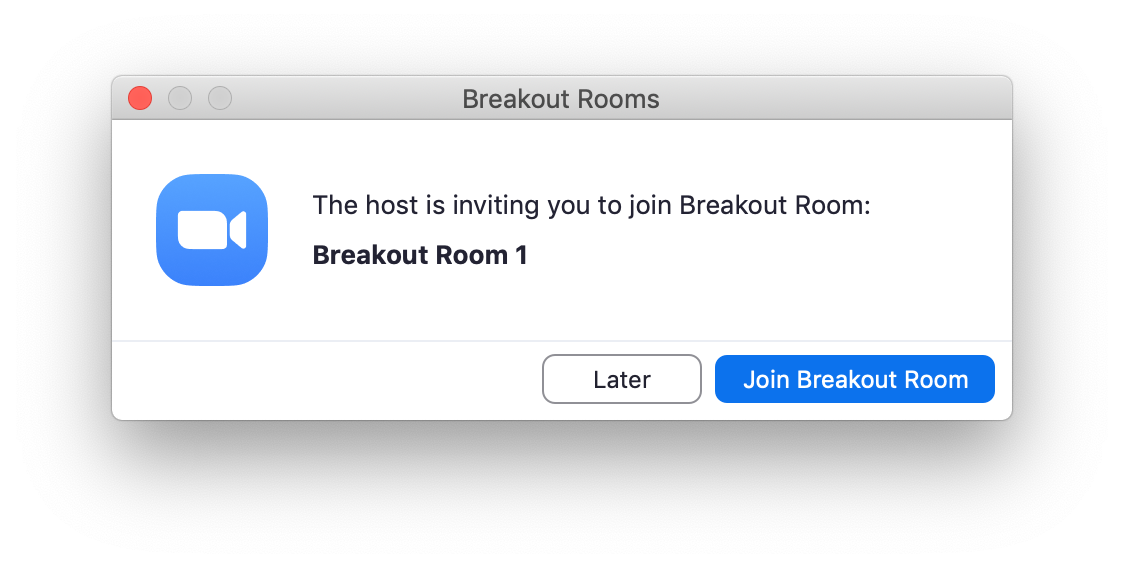 Breakout Rooms
The host is inviting you to join Breakout Room:
Breakout Room 1
Later
Join Breakout Room